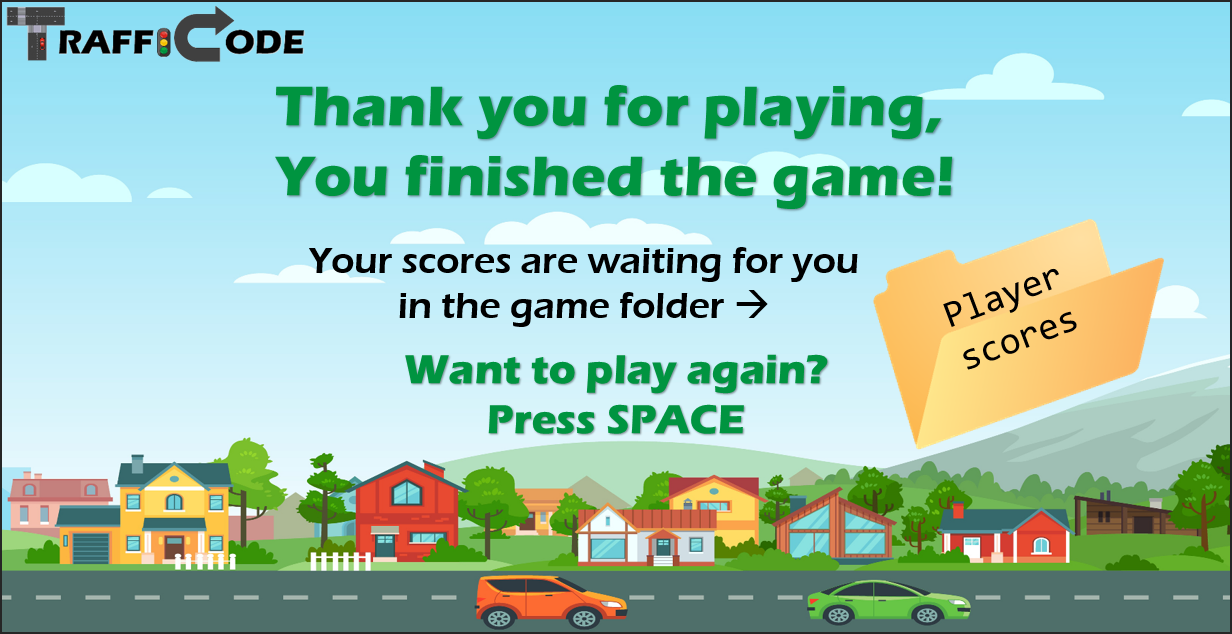 TRAFFICODE
Thank you for playing,
You finished the game!
Your scores are waiting for you
in the game folder →
Player
scores
Want to play again?
Press SPACE